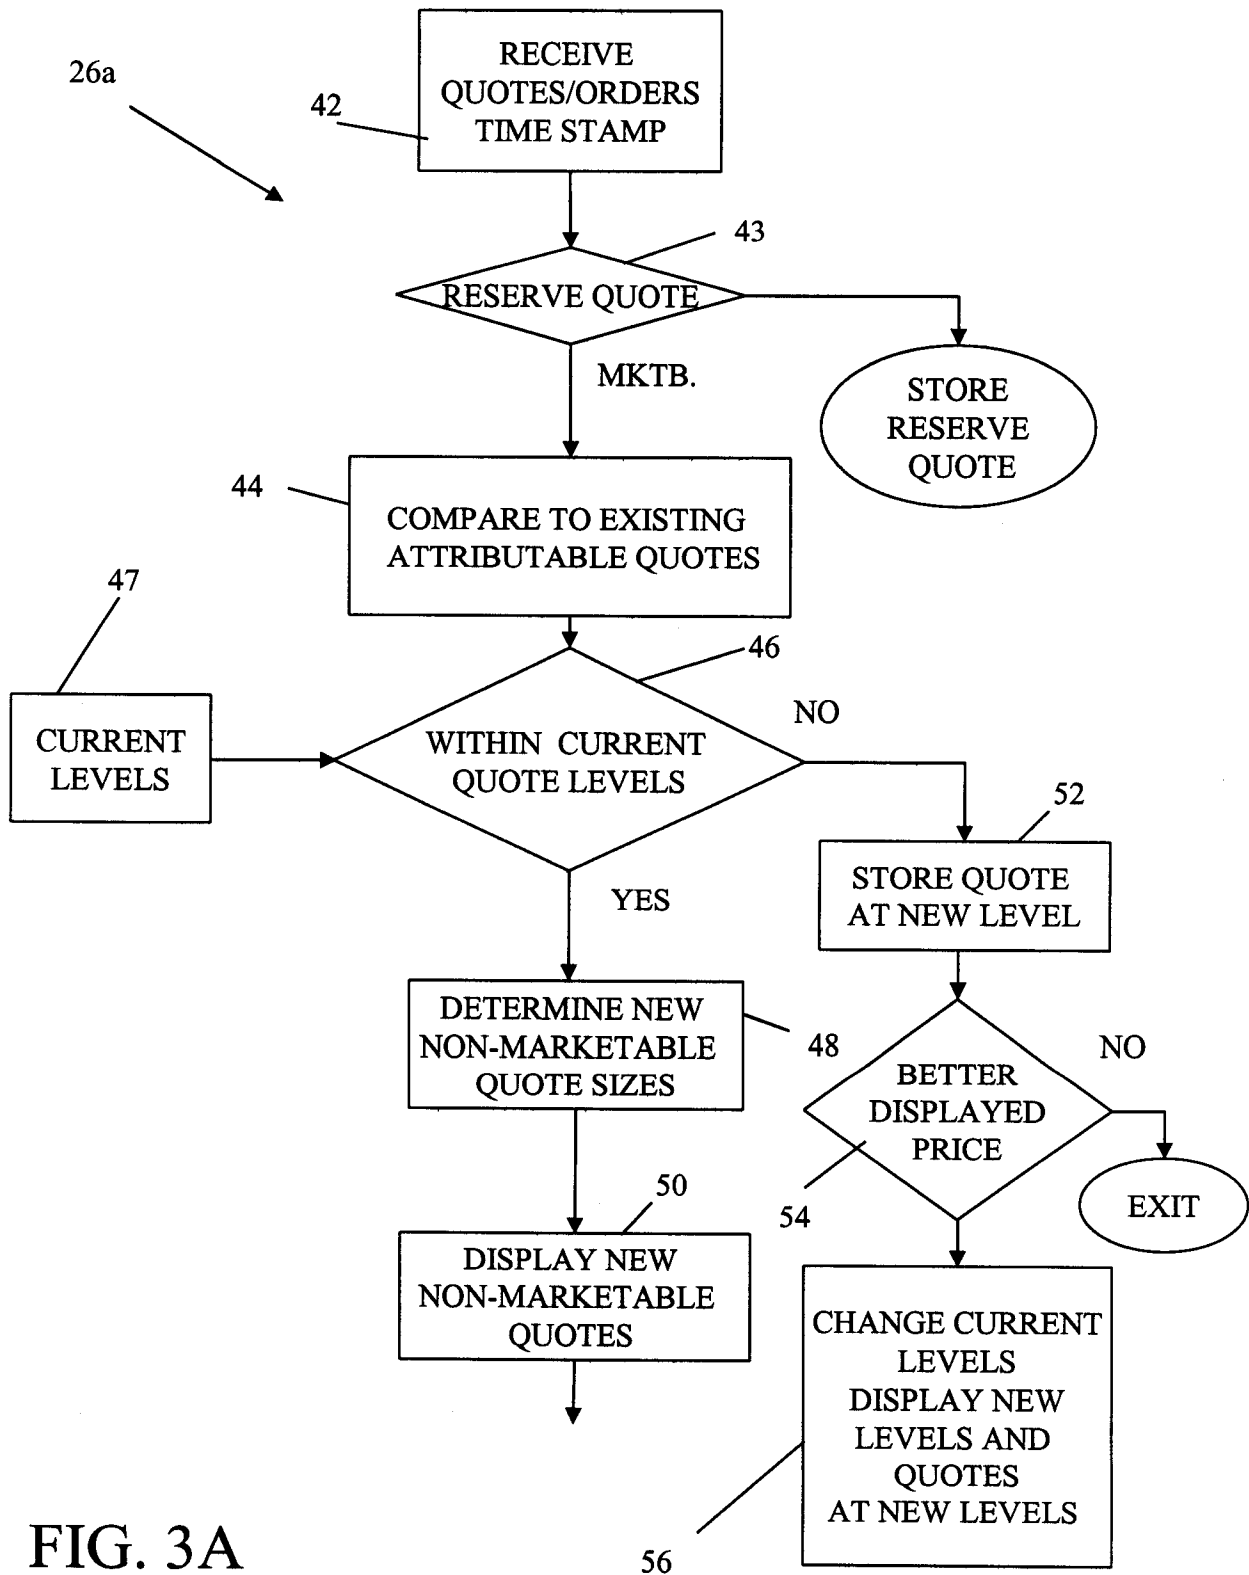 26a
RECEIVE
QUOTES/ORDERS
TIME STAMP
42
43
RESERVE QUOTE
MKTB.
STORE
RESERVE
QUOTE
44
COMPARE TO EXISTING
ATTRIBUTABLE QUOTES
47
46
NO
CURRENT
LEVELS
WITHIN CURRENT
QUOTE LEVELS
52
YES
STORE QUOTE
AT NEW LEVEL
DETERMINE NEW
NON-MARKETABLE
QUOTE SIZES
48
NO
BETTER
DISPLAYED
PRICE
50
54
EXIT
DISPLAY NEW
NON-MARKETABLE
QUOTES
CHANGE CURRENT
LEVELS
DISPLAY NEW
LEVELS AND
QUOTES
AT NEW LEVELS
56
FIG. 3A